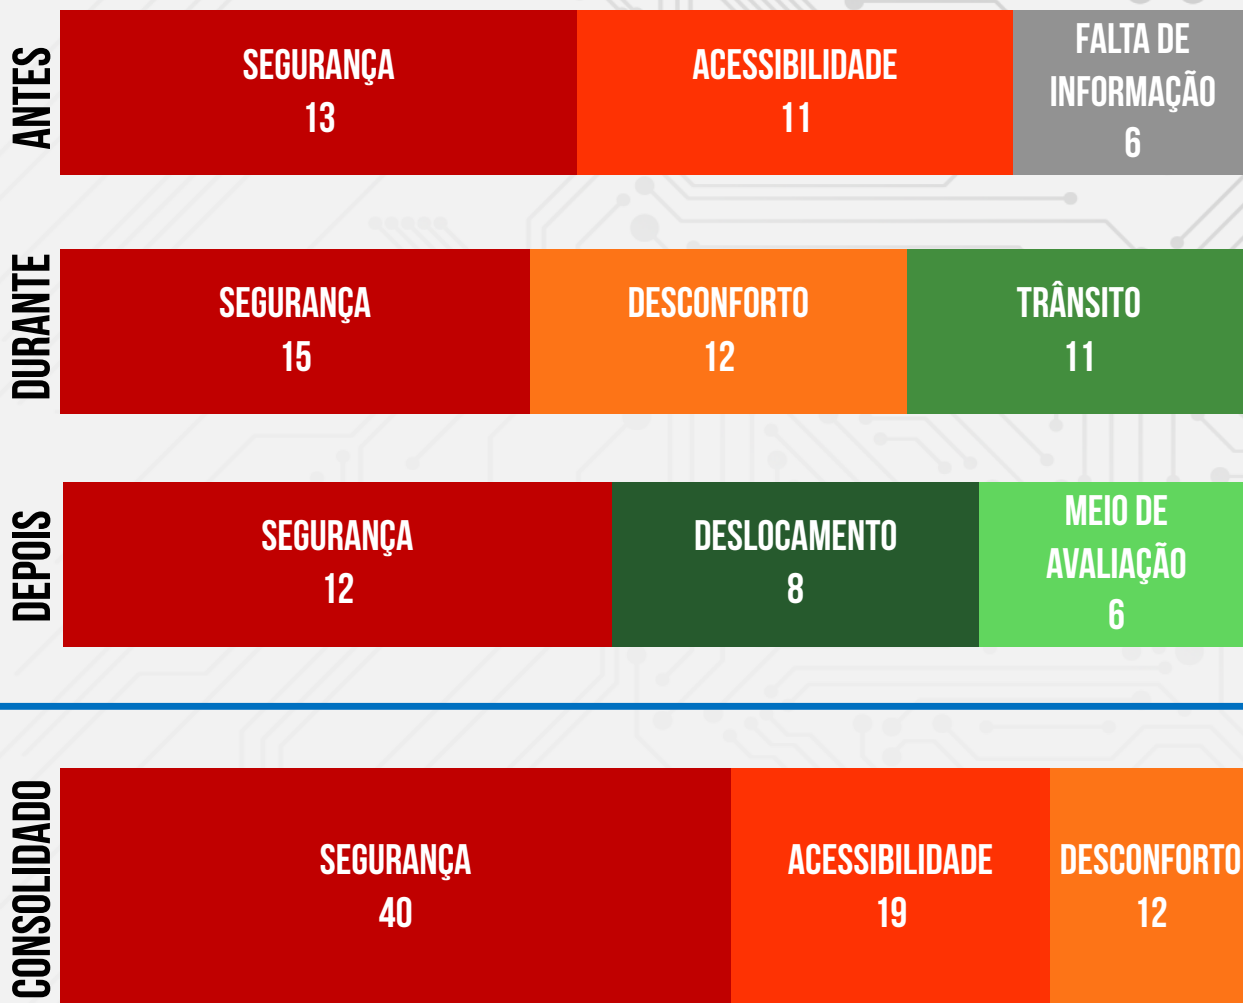 ANTES
SEGURANÇA
13
ACESSIBILIDADE
11
FALTA DE
INFORMAÇÃO
6
DURANTE
SEGURANÇA
15
DESCONFORTO
12
TRÂNSITO
11
DEPOIS
SEGURANÇA
12
DESLOCAMENTO
8
MEIO DE
AVALIAÇÃO
6
CONSOLIDADO
SEGURANÇA
40
ACESSIBILIDADE
19
DESCONFORTO
12